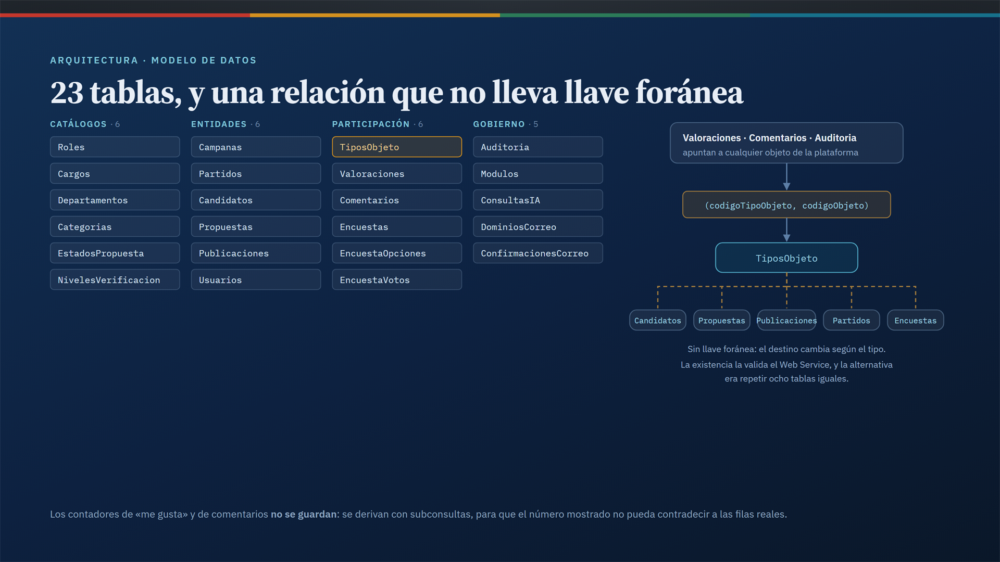 ARQUITECTURA · MODELO DE DATOS
23 tablas, y una relación que no lleva llave foránea
CATÁLOGOS · 6
Roles
Cargos
Departamentos
Categorias
EstadosPropuesta
NivelesVerificacion
ENTIDADES · 6
Campanas
Partidos
Candidatos
Propuestas
Publicaciones
Usuarios
PARTICIPACIÓN · 6
TiposObjeto
Valoraciones
Comentarios
Encuestas
EncuestaOpciones
EncuestaVotos
GOBIERNO · 5
Auditoria
Modulos
ConsultasIA
DominiosCorreo
ConfirmacionesCorreo
Valoraciones · Comentarios · Auditoria
apuntan a cualquier objeto de la plataforma
(codigoTipoObjeto, codigoObjeto)
TiposObjeto
Candidatos
Propuestas
Publicaciones
Partidos
Encuestas
Sin llave foránea: el destino cambia según el tipo.
La existencia la valida el Web Service, y la alternativa
era repetir ocho tablas iguales.
Los contadores de «me gusta» y de comentarios no se guardan: se derivan con subconsultas, para que el número mostrado no pueda contradecir a las filas reales.